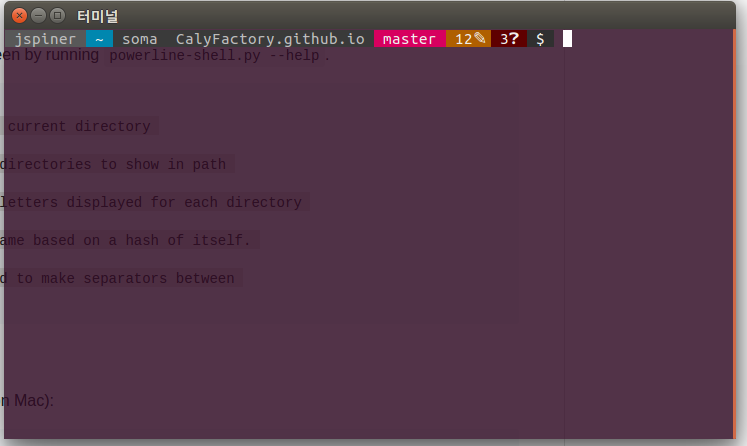 터미널
jspiner ~ soma CalyFactory.github.io master 12✎ 3? $
en by running powerline-shell.py --help.
current directory
directories to show in path
letters displayed for each directory
ame based on a hash of itself.
d to make separators between
n Mac):